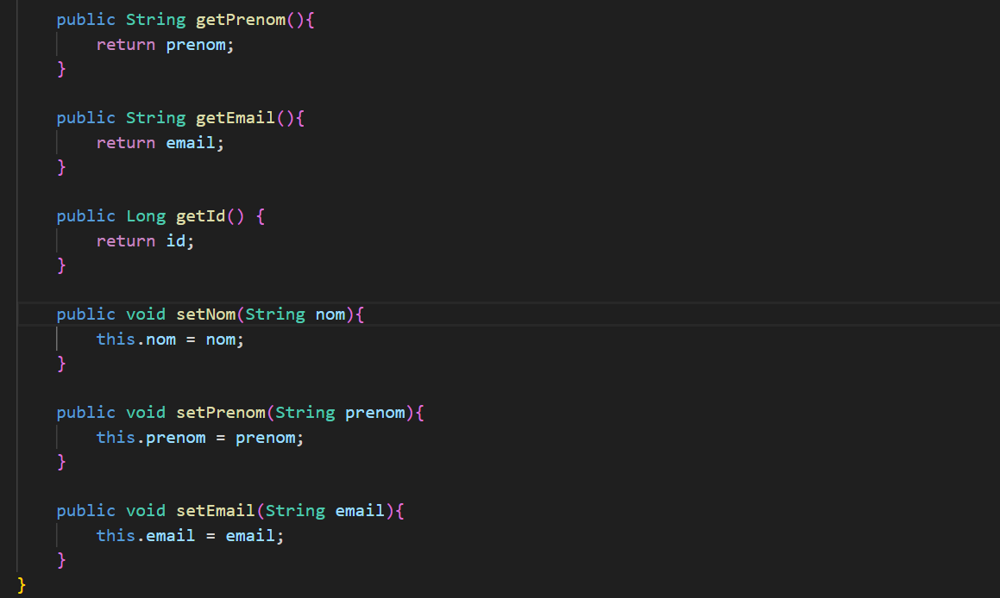 public String getPrenom(){
return prenom;
}
public String getEmail(){
return email;
}
public Long getId() {
return id;
}
public void setNom(String nom){
this.nom = nom;
}
public void setPrenom(String prenom){
this.prenom = prenom;
}
public void setEmail(String email){
this.email = email;
}
}